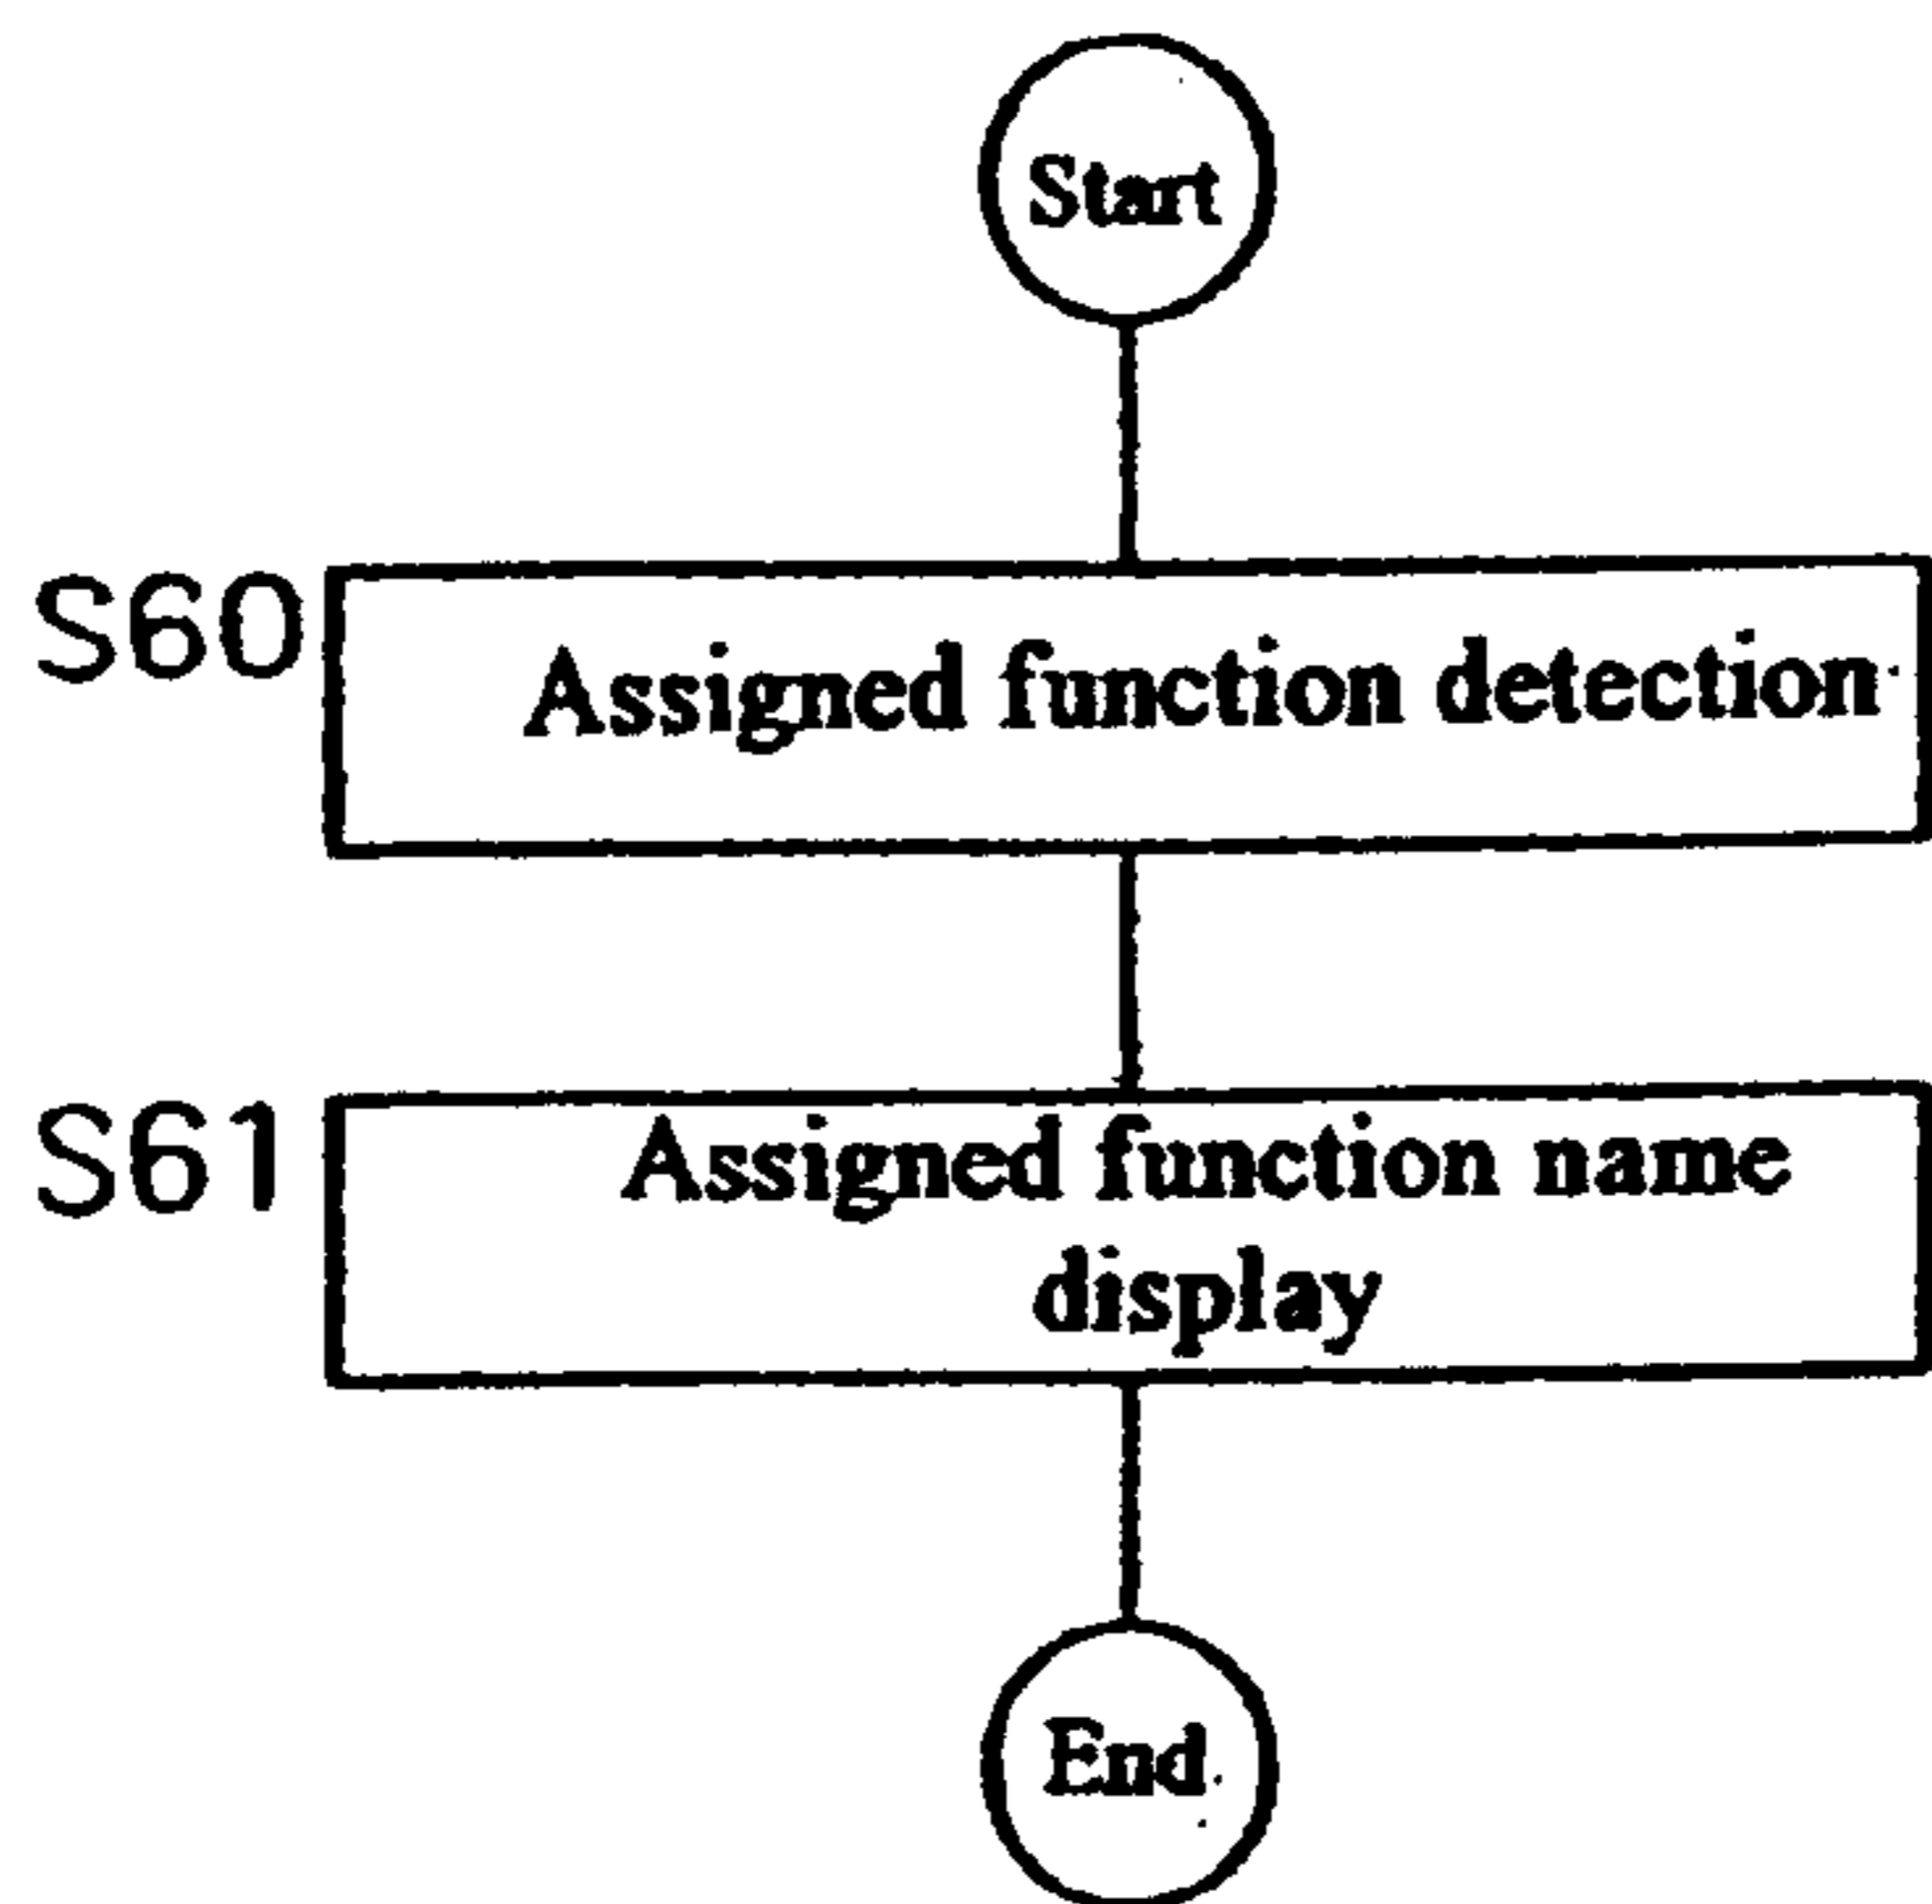 Start
S60
Assigned function detection
S61
Assigned function name
display
End